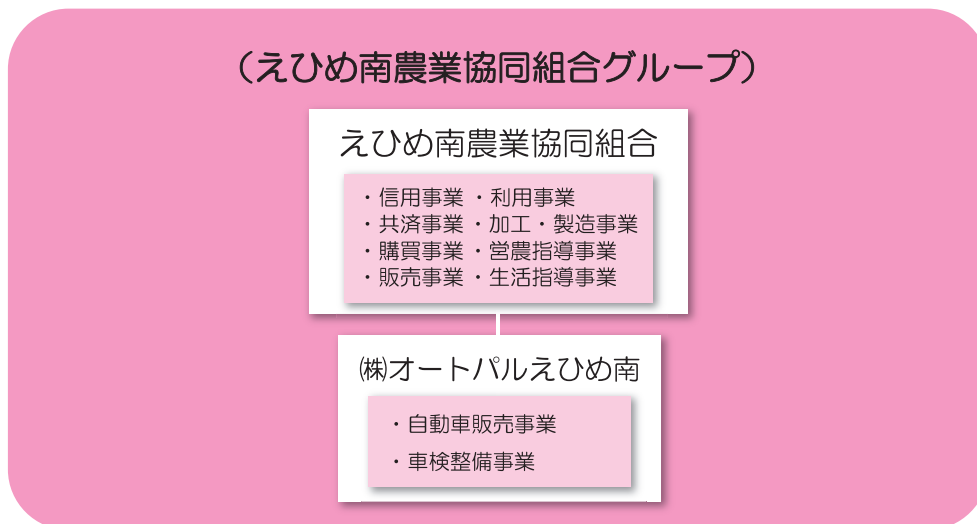 （えひめ南農業協同組合グループ）
えひめ南農業協同組合
・信用事業 ・利用事業
・共済事業 ・加工・製造事業
・購買事業 ・営農指導事業
・販売事業 ・生活指導事業
㈱オートパルえひめ南
・自動車販売事業
・車検整備事業